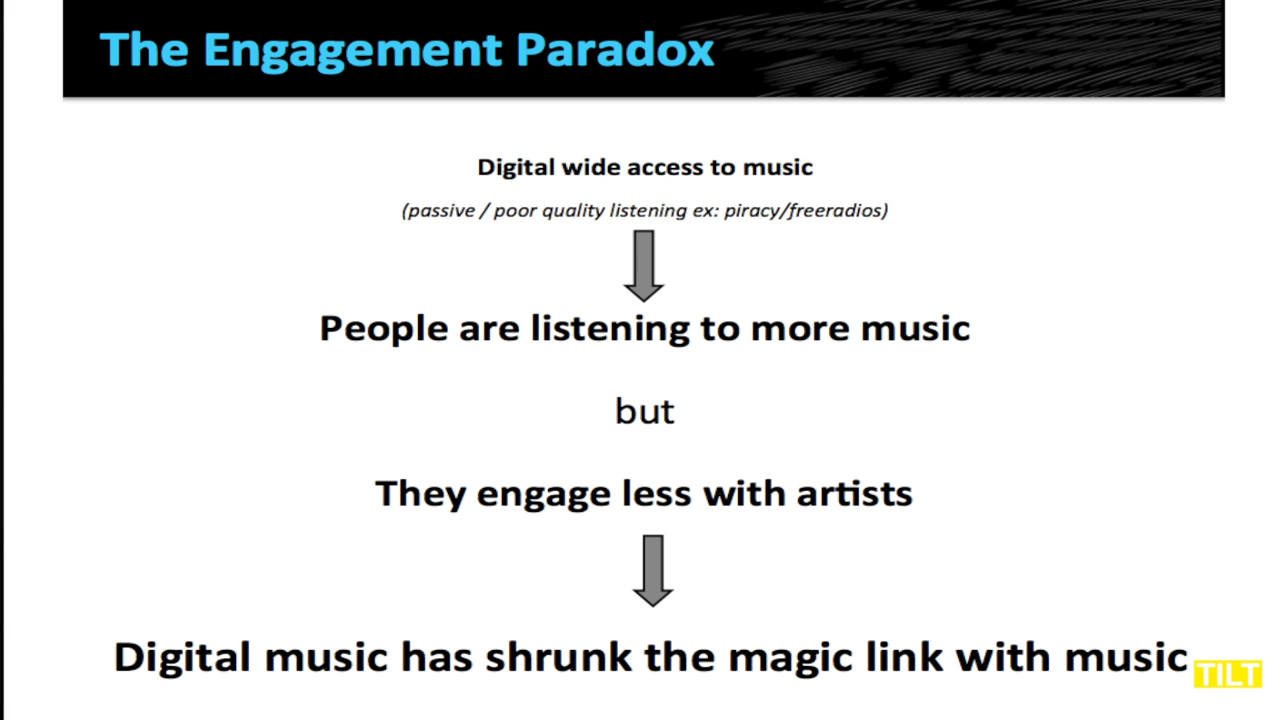 The Engagement Paradox
Digital wide access to music
(passive / poor quality listening ex: piracy/freeradios)
People are listening to more music
but
They engage less with artists
Digital music has shrunk the magic link with music
TILT